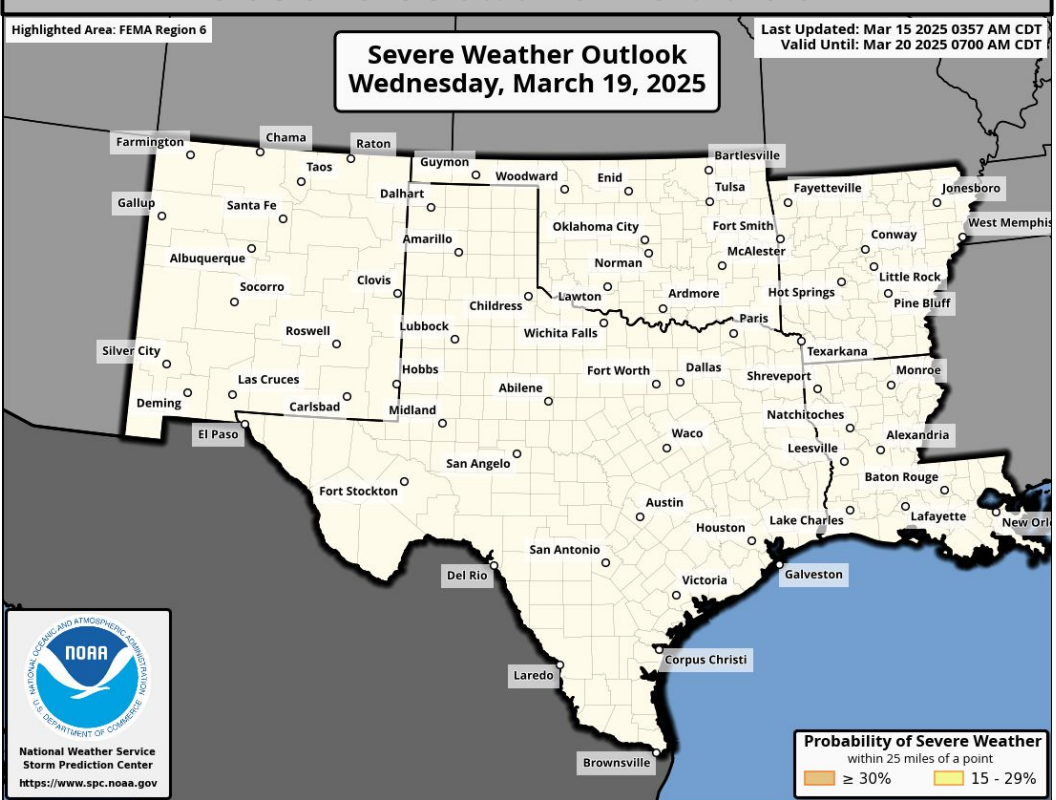 Highlighted Area: FEMA Region 6
Last Updated: Mar 15 2025 0357 AM CDT
Valid Until: Mar 20 2025 0700 AM CDT
Severe Weather Outlook
Wednesday, March 19, 2025
Farmington
Chama
Raton
Taos
Guymon
Woodward
Enid
Bartlesville
Tulsa
Fayetteville
Jonesboro
Gallup
Santa Fe
Dalhart
Oklahoma City
Fort Smith
West Memphis
Albuquerque
Amarillo
Norman
McAlester
Conway
Socorro
Clovis
Childress
Lawton
Ardmore
Hot Springs
Little Rock
Pine Bluff
Roswell
Lubbock
Wichita Falls
Paris
Texarkana
Silver City
Las Cruces
Hobbs
Abilene
Fort Worth
Dallas
Shreveport
Monroe
Deming
Carlsbad
Midland
Natchitoches
El Paso
San Angelo
Waco
Leesville
Alexandria
Fort Stockton
Austin
Baton Rouge
Houston
Lake Charles
Lafayette
New Orl
Del Rio
San Antonio
Victoria
Galveston
Laredo
Corpus Christi
Brownsville
NATIONAL OCEANIC AND ATMOSPHERIC ADMINISTRATION
NOAA
U.S. DEPARTMENT OF COMMERCE
National Weather Service
Storm Prediction Center
https://www.spc.noaa.gov
Probability of Severe Weather
within 25 miles of a point
≥ 30%
15 - 29%